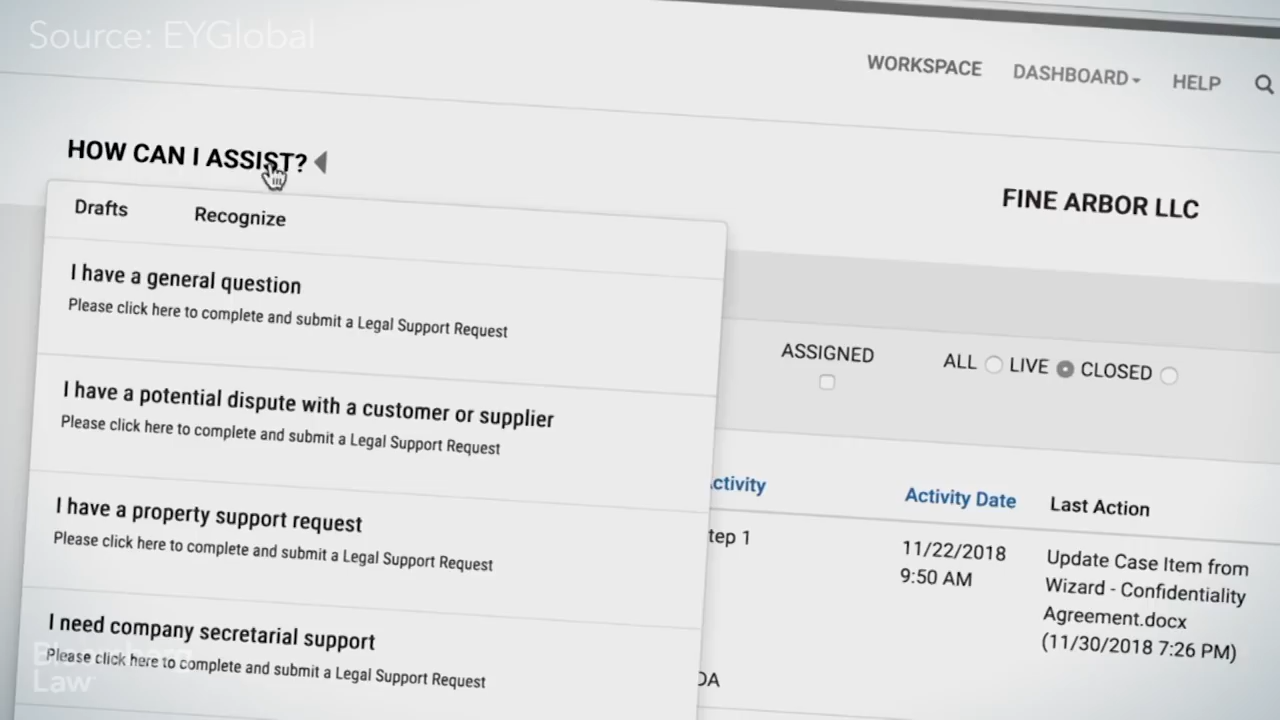 Source: EYGlobal
WORKSPACE DASHBOARD HELP
HOW CAN I ASSIST?
FINE ARBOR LLC
Drafts Recognize
I have a general question
Please click here to complete and submit a Legal Support Request
ASSIGNED ALL LIVE CLOSED
I have a potential dispute with a customer or supplier
Please click here to complete and submit a Legal Support Request
ctivity Activity Date Last Action
I have a property support request
Please click here to complete and submit a Legal Support Request
tep 1
11/22/2018
9:50 AM
Update Case Item from
Wizard - Confidentiality
Agreement.docx
(11/30/2018 7:26 PM)
I need company secretarial support
Please click here to complete and submit a Legal Support Request
DA
Bloomberg
Law